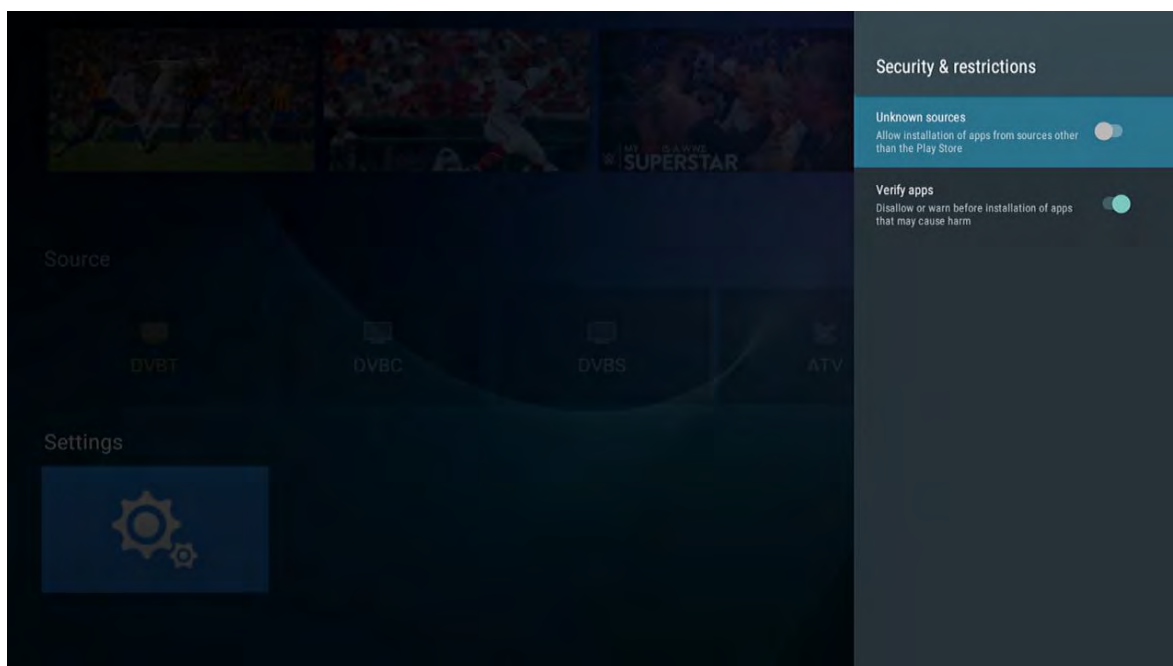 Security & restrictions
Unknown sources
Allow installation of apps from sources other
than the Play Store
Verify apps
Disallow or warn before installation of apps
that may cause harm
SUPERSTAR
Source
DVBT
DVBC
DVBS
ATV
Settings